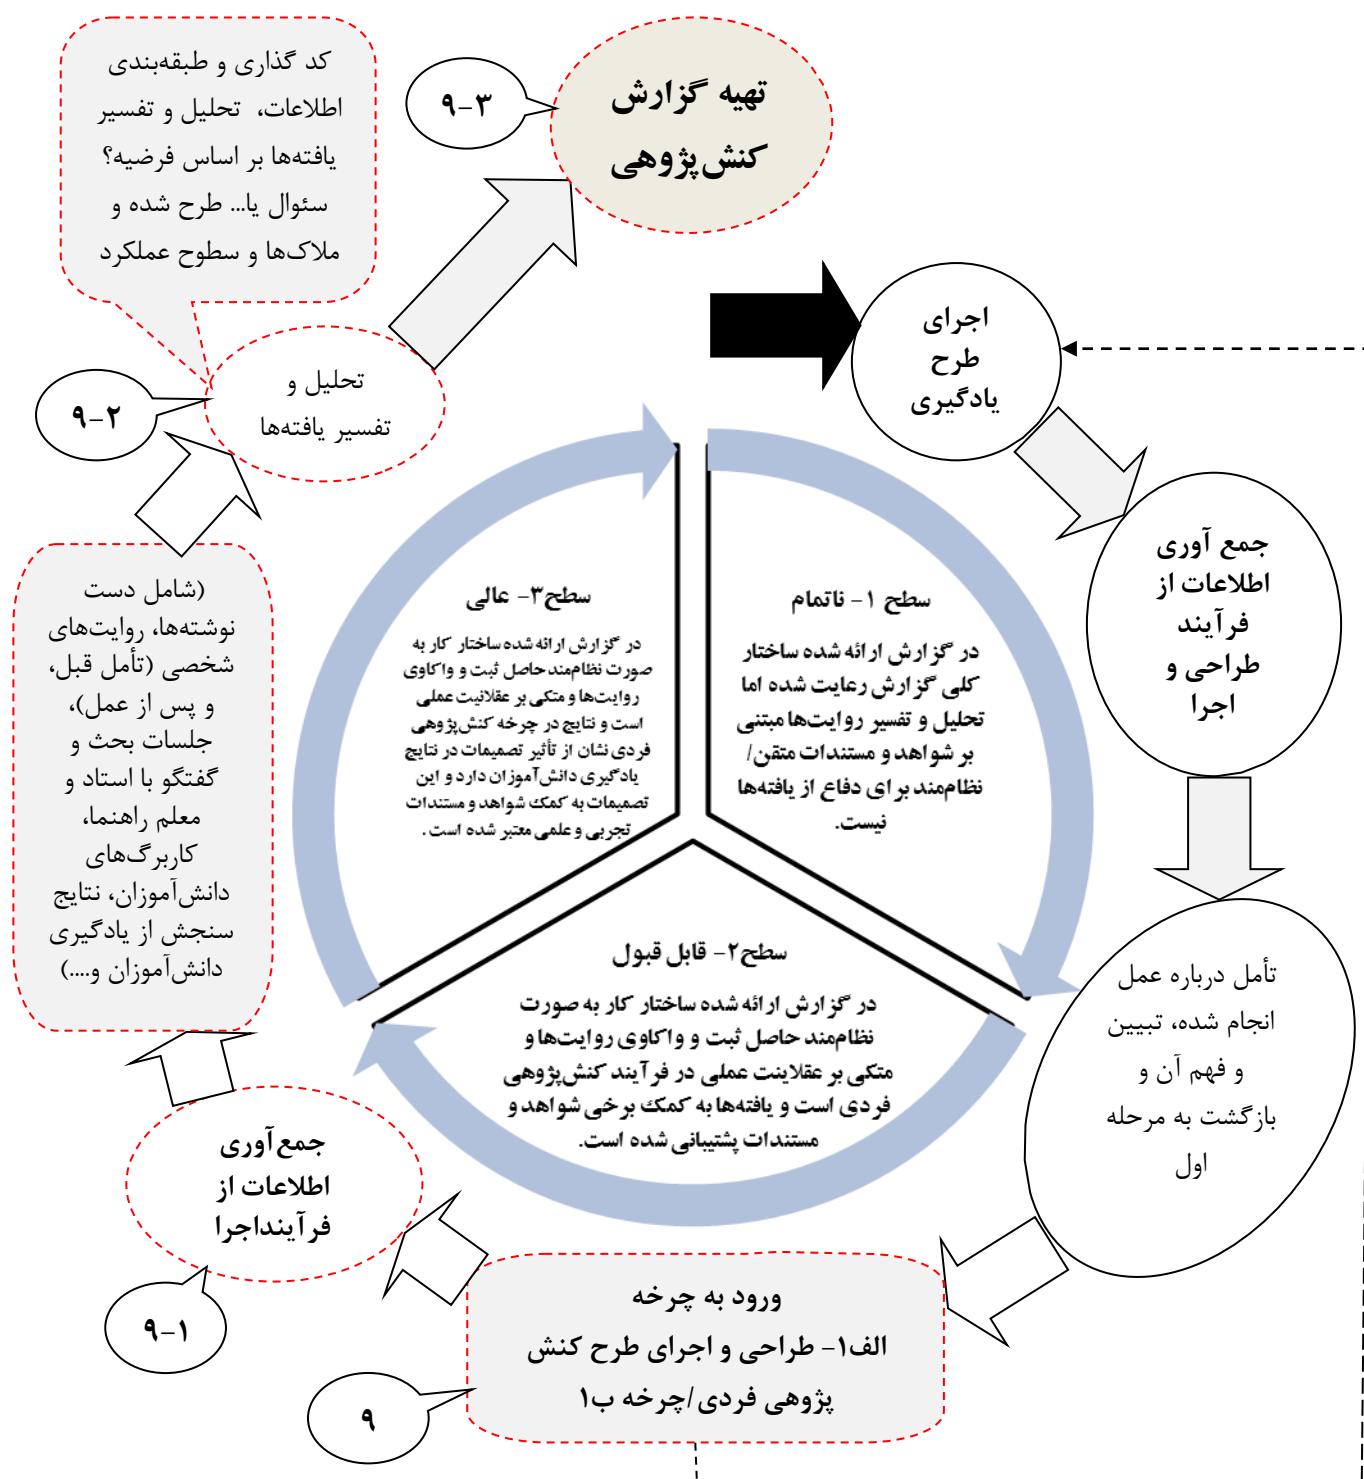 کد گذاری و طبقه‌بندی
اطلاعات، تحلیل و تفسیر
یافته‌ها بر اساس فرضیه؟
سئوال یا... طرح شده و
ملاک‌ها و سطوح عملکرد
۹-۳
تهیه گزارش
کنش‌پژوهی
اجرای
طرح
یادگیری
۹-۲
تحلیل و
تفسیر یافته‌ها
جمع آوری
اطلاعات از
فرآیند
طراحی و
اجرا
(شامل دست
نوشته‌ها، روایت‌های
شخصی (تأمل قبل،
و پس از عمل)،
جلسات بحث و
گفتگو با استاد و
معلم راهنما،
کاربرگ‌های
دانش‌آموزان، نتایج
سنجش از یادگیری
دانش‌آموزان و....)
سطح ۱- ناتمام
در گزارش ارائه شده ساختار
کلی گزارش رعایت شده اما
تحلیل و تفسیر روایت‌ها مبتنی
بر شواهد و مستندات متقن/
نظام‌مند برای دفاع از یافته‌ها
نیست.
سطح۳- عالی
در گزارش ارائه شده ساختار کار به
صورت نظام‌مند حاصل ثبت و واکاوی
روایت‌ها و متکی بر عقلانیت عملی
است و نتایج در چرخه کنش‌پژوهی
فردی نشان از تأثیر تصمیمات در نتایج
یادگیری دانش‌آموزان دارد و این
تصمیمات به کمک شواهد و مستندات
تجربی و علمی معتبر شده است .
سطح۲- قابل قبول
در گزارش ارائه شده ساختار کار به صورت
نظام‌مند حاصل ثبت و واکاوی روایت‌ها و
متکی بر عقلاینت عملی در فرآیند کنش‌پژوهی
فردی است و یافته‌ها به کمک برخی شواهد و
مستندات پشتیبانی شده است.
تأمل درباره عمل
انجام شده، تبیین
و فهم آن و
بازگشت به مرحله
اول
جمع‌آوری
اطلاعات از
فرآینداجرا
۹-۱
ورود به چرخه
الف۱- طراحی و اجرای طرح کنش
پژوهی فردی /چرخه ب۱
۹